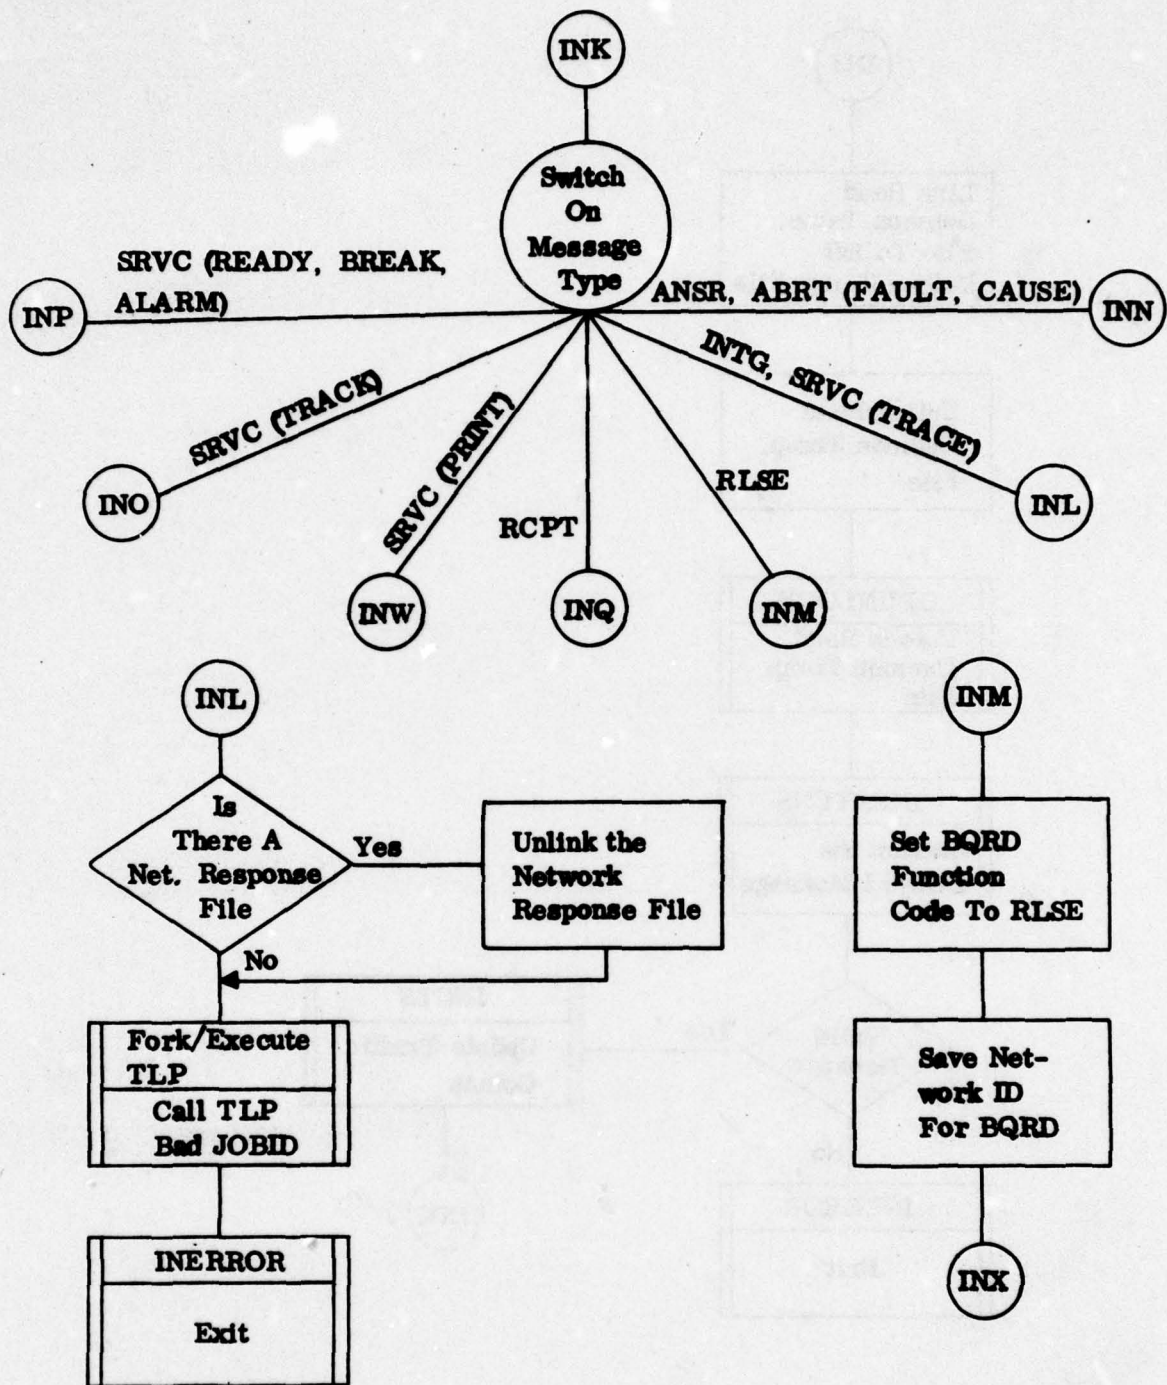 INK
Switch
On
Message
Type
SRVC (READY, BREAK,
ALARM)
ANSR, ABRT (FAULT, CAUSE)
INP
INN
SRVC (TRACK)
SRVC (PRINT)
RCPT
RLSE
INTG, SRVC (TRACE)
INO
INL
INW
INQ
INM
INL
Is
There A
Net. Response
File
Yes
No
Unlink the
Network
Response File
Fork/Execute
TLP
Call TLP
Bad JOBID
INERROR
Exit
INM
Set BQRD
Function
Code To RLSE
Save Net-
work ID
For BQRD
INX